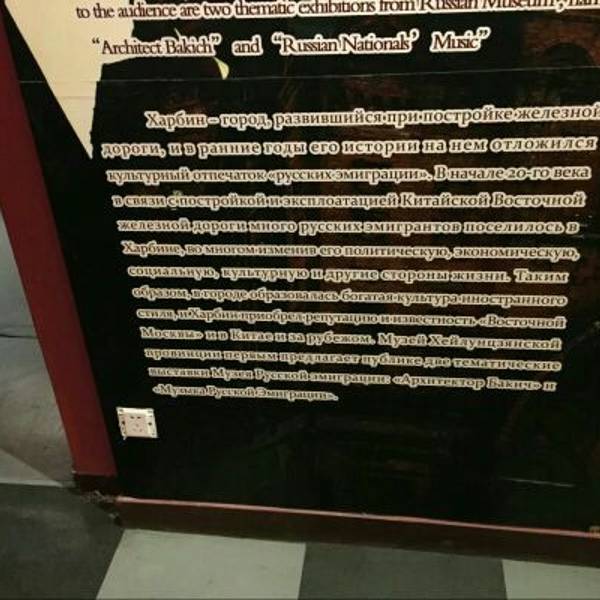 to the audience are two thematic exhibitions from Russian Museum,
“Architect Bakich” and “Russian Nationals’ Music”
Харбин – город, развившийся при постройке железной
дороги, и в ранние годы его истории на нем отложился
культурный отпечаток «русских эмиграции». В начале 20-го века
в связи с постройкой и эксплоатацией Китайской Восточной
железной дороги много русских эмигрантов поселилось в
Харбине, во многом изменив его политическую, экономическую,
социальную, культурную и другие стороны жизни. Таким
образом, в городе образовалась богатая культура иностранного
стиля, и Харбин приобрел репутацию и известность «Восточной
Москвы» и в Китае и за рубежом. Музей Хейлунцзянской
провинции первым предлагает публике две тематические
выставки Музея Русской эмиграции: «Архитектор Бакич» и
«Музыка Русской Эмиграции».